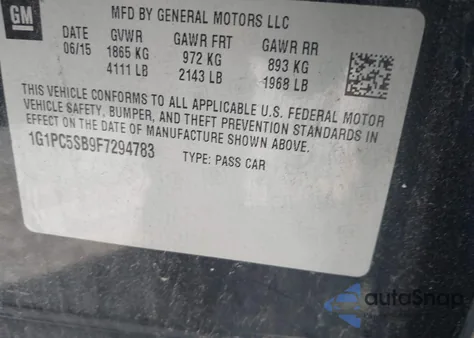 GM
MFD BY GENERAL MOTORS LLC
DATE GVWR GAWR FRT GAWR RR
06/15 1865 KG 972 KG 893 KG
4111 LB 2143 LB 1968 LB
THIS VEHICLE CONFORMS TO ALL APPLICABLE U.S. FEDERAL MOTOR
VEHICLE SAFETY, BUMPER, AND THEFT PREVENTION STANDARDS IN
EFFECT ON THE DATE OF MANUFACTURE SHOWN ABOVE.
1G1PC5SB9F7294783 TYPE: PASS CAR
autoSnap